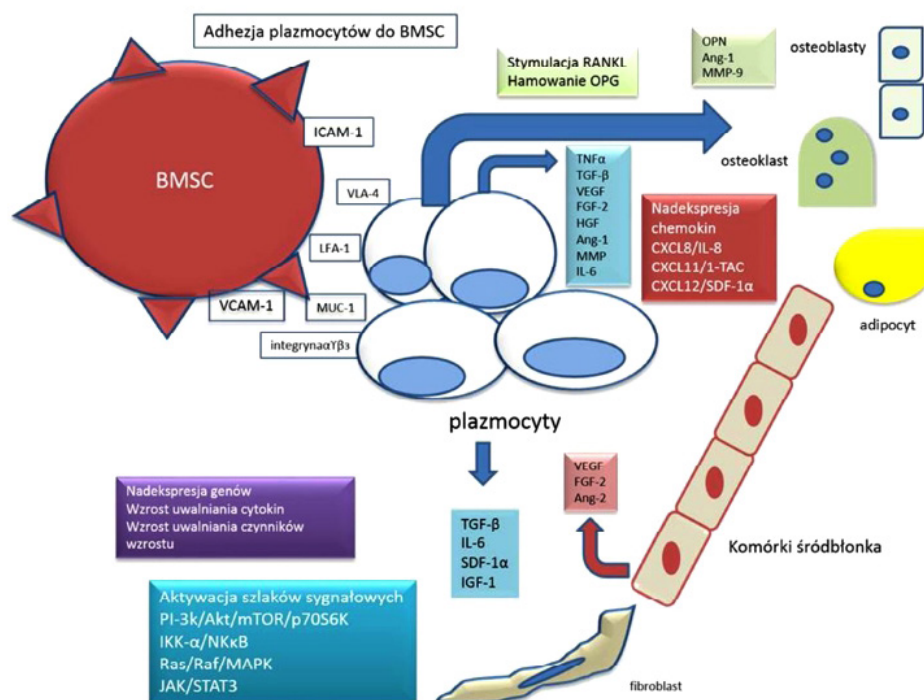 Adhezja plazmocytów do BMSC
BMSC
ICAM-1
VLA-4
LFA-1
VCAM-1
MUC-1
integrynaαΥβ3
Stymulacja RANKL
Hamowanie OPG
OPN
Ang-1
MMP-9
osteoblasty
osteoklast
TNFα
TGF-β
VEGF
FGF-2
HGF
Ang-1
MMP
IL-6
Nadekspresja
chemokin
CXCL8/IL-8
CXCL11/1-TAC
CXCL12/SDF-1α
adipocyt
plazmocyty
VEGF
FGF-2
Ang-2
Komórki śródbłonka
Nadekspresja genów
Wzrost uwalniania cytokin
Wzrost uwalniania czynników
wzrostu
TGF-β
IL-6
SDF-1α
IGF-1
Aktywacja szlaków sygnałowych
PI-3k/Akt/mTOR/p70S6K
IKK-α/NKκB
Ras/Raf/MAPK
JAK/STAT3
fibroblast